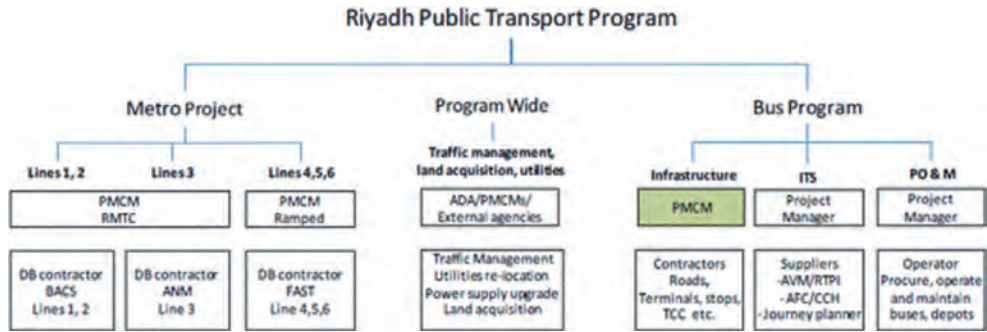 Riyadh Public Transport Program
Metro Project
Program Wide
Bus Program
Lines 1, 2
Lines 3
Lines 4,5,6
Traffic management,
land acquisition, utilities
Infrastructure
ITS
PO & M
PMCM
RMTC
PMCM
Ramped
ADA/PMCMs/
External agencies
PMCM
Project
Manager
Project
Manager
DB contractor
BACS
Lines 1, 2
DB contractor
ANM
Line 3
DB contractor
FAST
Line 4,5,6
Traffic Management
Utilities re-location
Power supply upgrade
Land acquisition
Contractors
Roads,
Terminals, stops,
TCC etc.
Suppliers
-AVM/RTPI
-AFC/CCH
-Journey planner
Operator
Procure, operate
and maintain
buses, depots